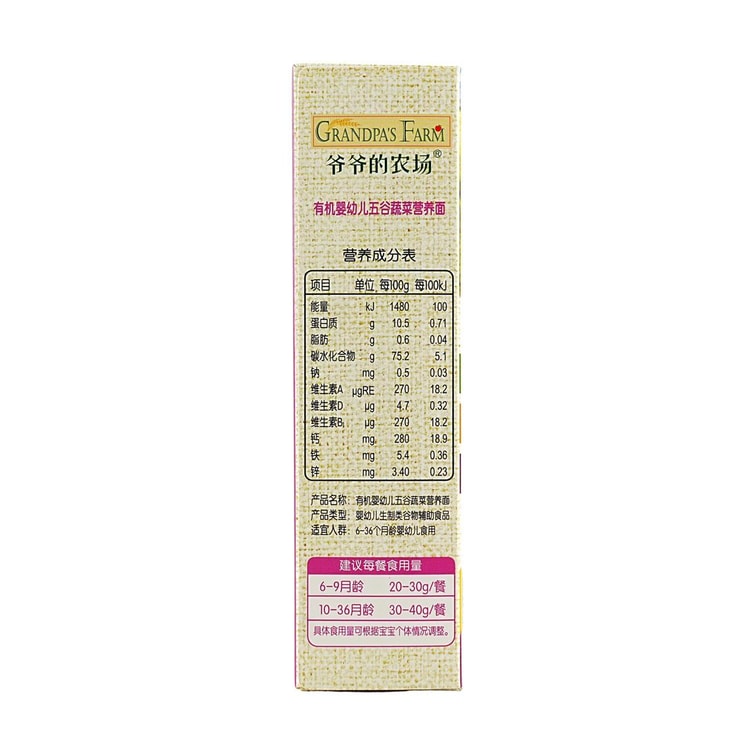 GRANDPA'S FARM
爷爷的农场®
有机婴幼儿五谷蔬菜营养面
营养成分表
项目 单位 每100g 每100kJ
能量 kJ 1480 100
蛋白质 g 10.5 0.71
脂肪 g 0.6 0.04
碳水化合物 g 75.2 5.1
钠 mg 0.5 0.03
维生素A μgRE 270 18.2
维生素D μg 4.7 0.32
维生素B₁ μg 270 18.2
钙 mg 280 18.9
铁 mg 5.4 0.36
锌 mg 3.40 0.23
产品名称: 有机婴幼儿五谷蔬菜营养面
产品类型: 婴幼儿生制类谷物辅助食品
适宜人群: 6-36个月龄婴幼儿食用
建议每餐食用量
6-9月龄 20-30g/餐
10-36月龄 30-40g/餐
具体食用量可根据宝宝个体情况调整。